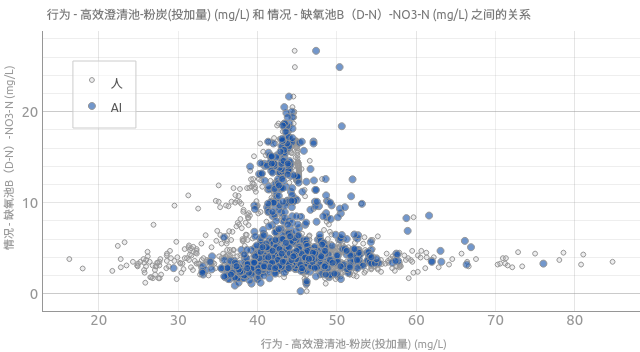 行为 - 高效澄清池-粉炭(投加量) (mg/L) 和 情况 - 缺氧池B（D-N）-NO3-N (mg/L) 之间的关系
人
AI
情况 - 缺氧池B（D-N）-NO3-N (mg/L)
20
10
0
20 30 40 50 60 70 80
行为 - 高效澄清池-粉炭(投加量) (mg/L)